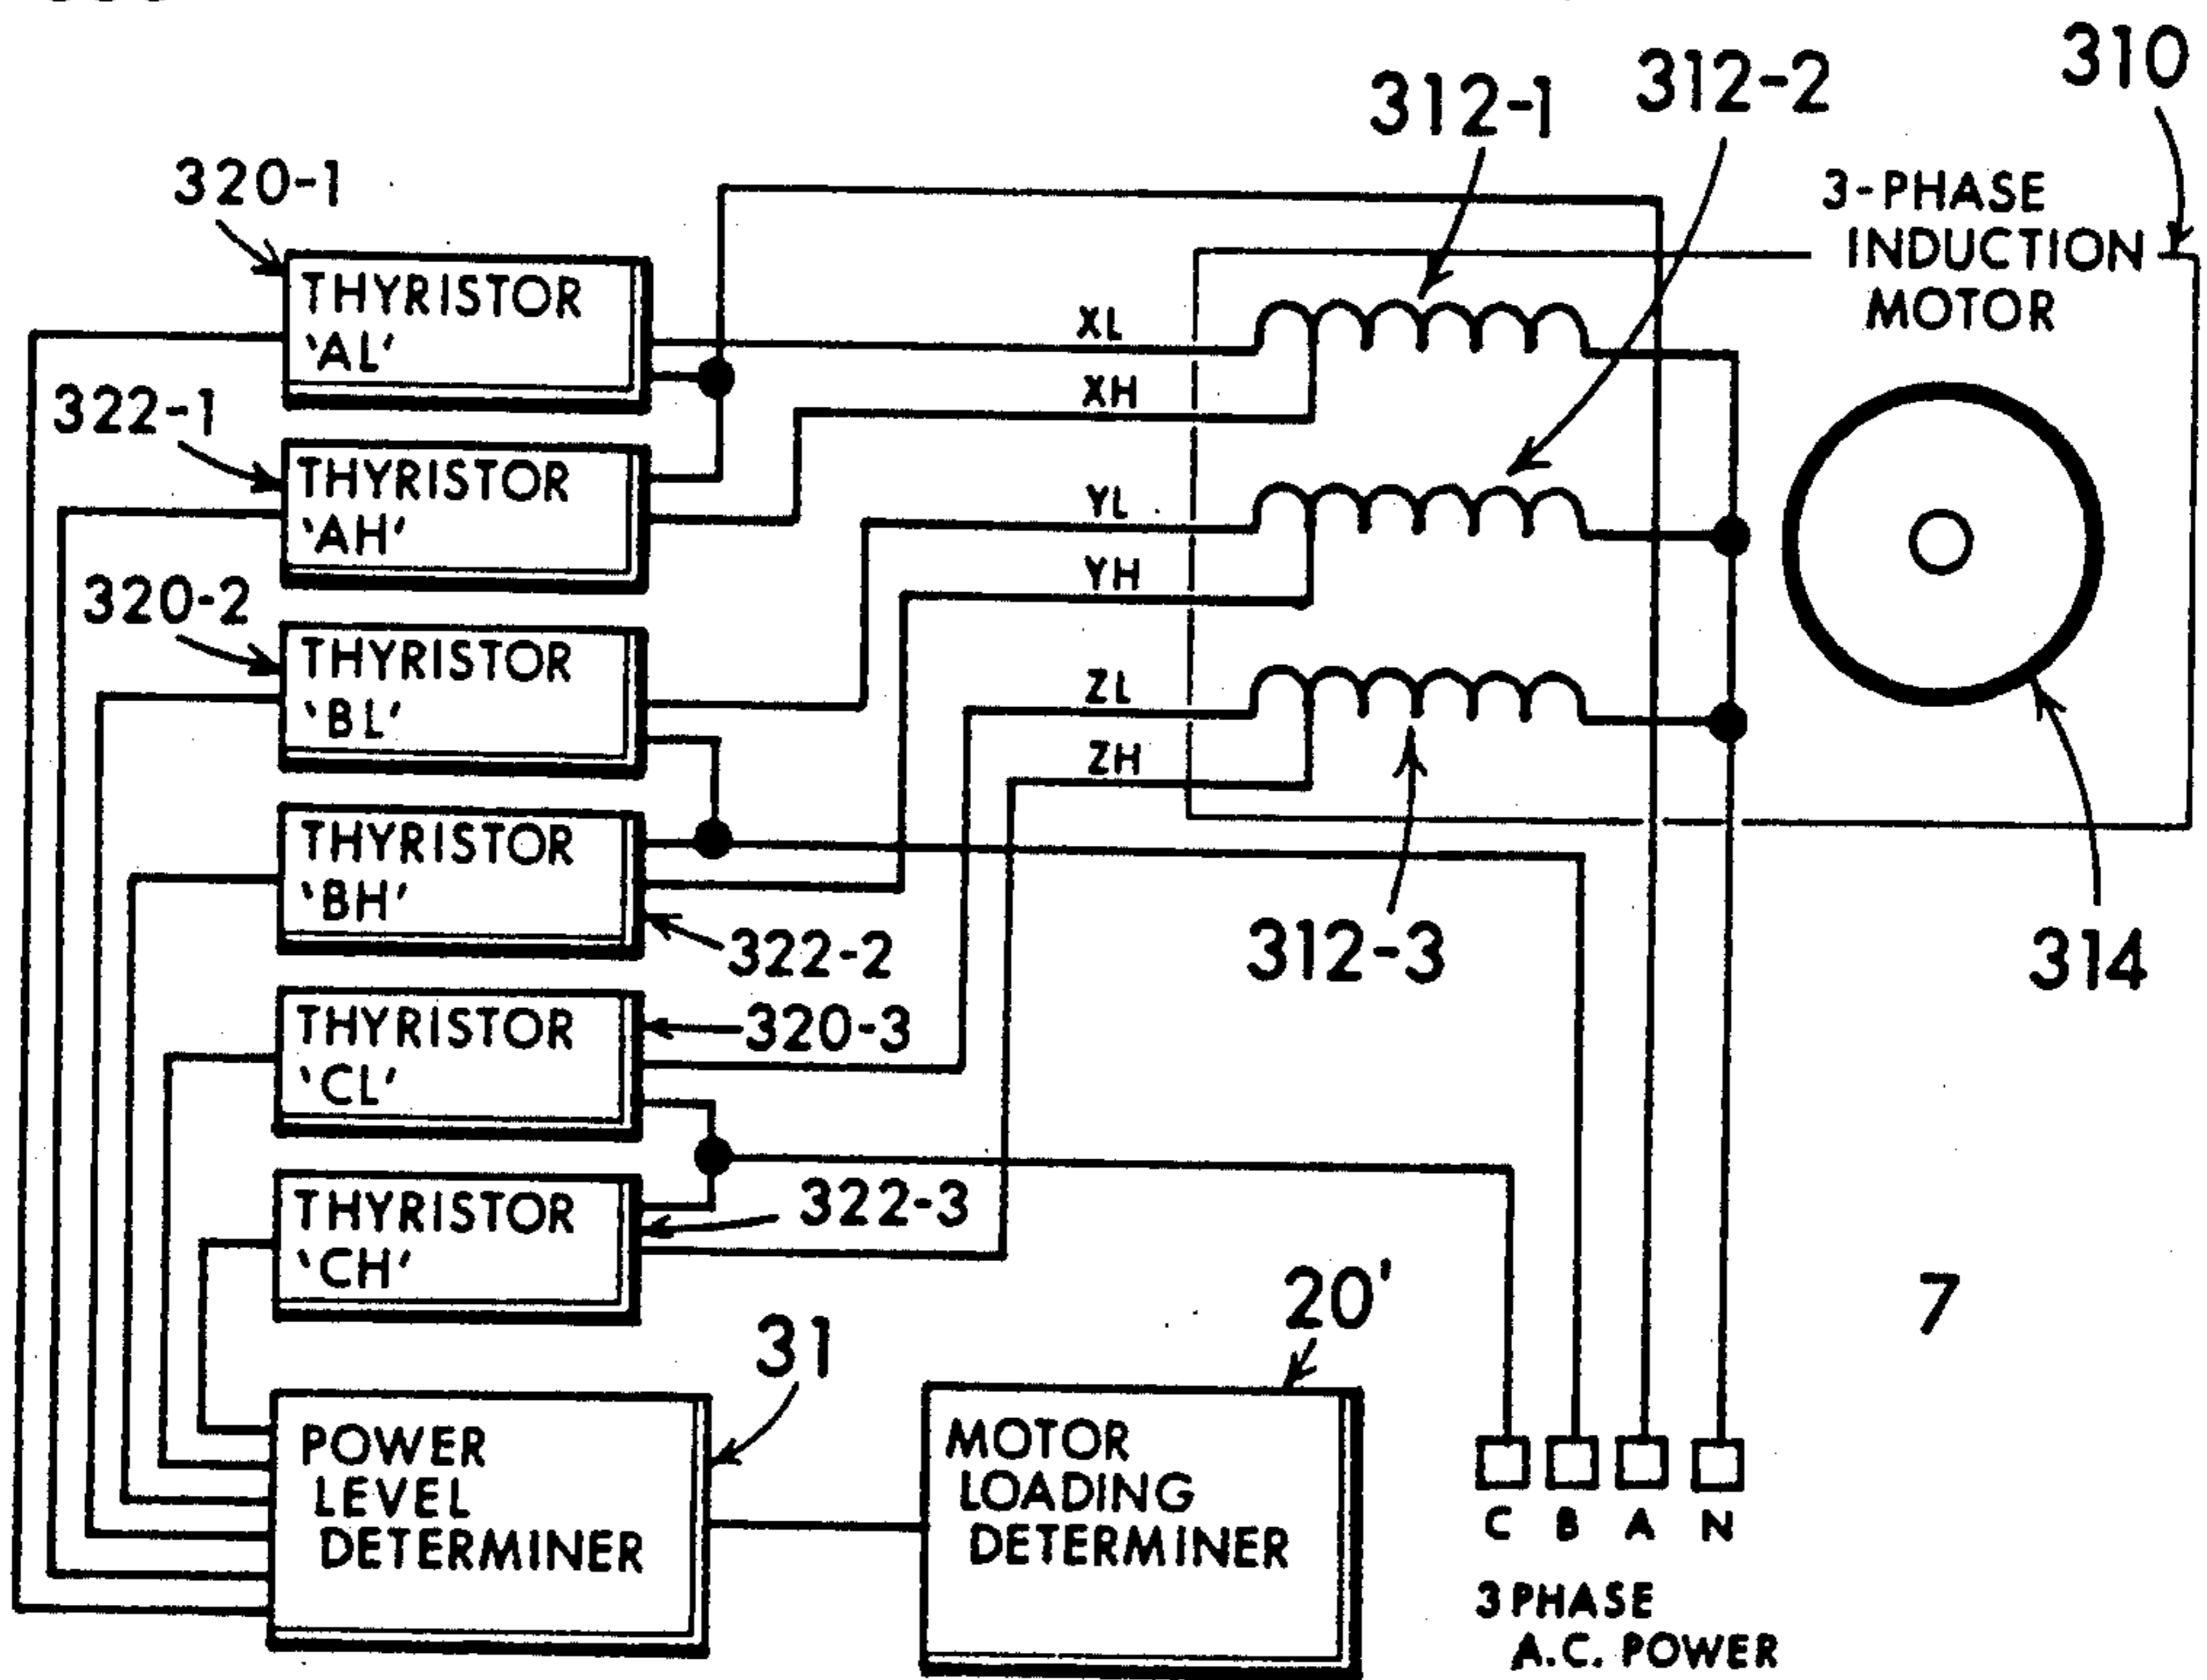 310
312-2
312-1
320-1
3-PHASE
INDUCTION
MOTOR
THYRISTOR
'AL'
XL
XH
322-1
THYRISTOR
'AH'
YL
YH
320-2
THYRISTOR
'BL'
ZL
ZH
THYRISTOR
'BH'
322-2
312-3
314
THYRISTOR
'CL'
320-3
THYRISTOR
'CH'
322-3
20'
7
31
POWER
LEVEL
DETERMINER
MOTOR
LOADING
DETERMINER
C B A N
3 PHASE
A.C. POWER